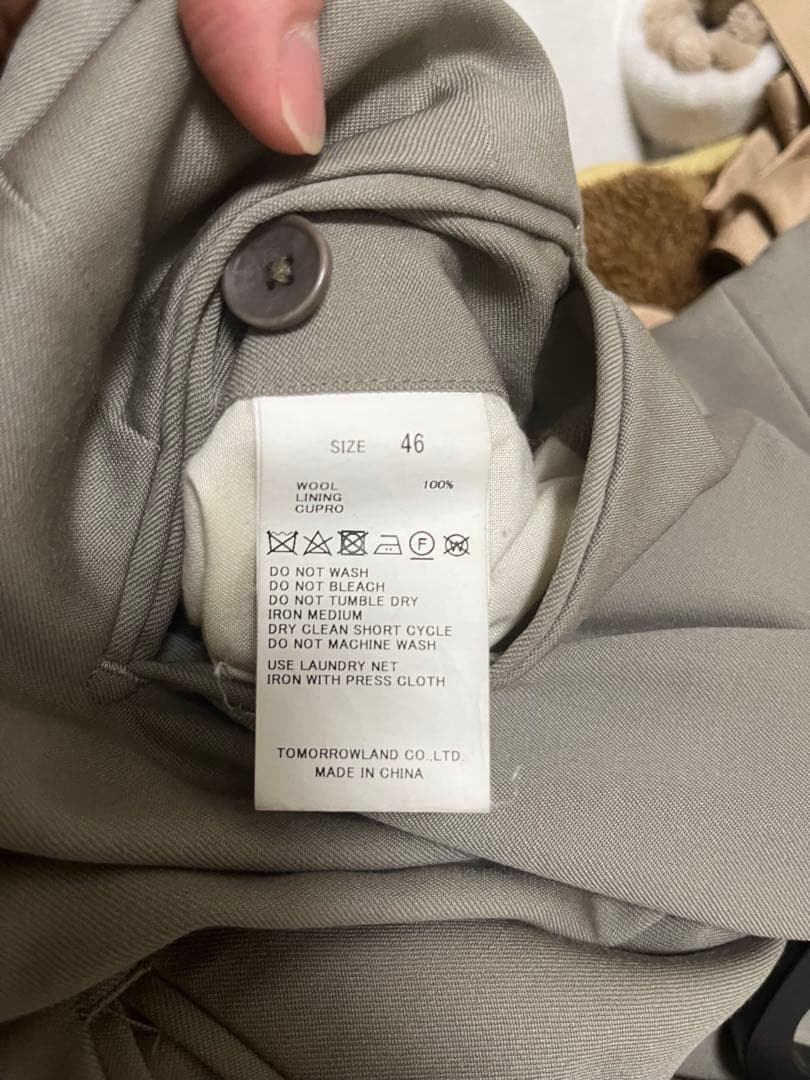 SIZE 46
WOOL 100%
LINING
CUPRO
F W
DO NOT WASH
DO NOT BLEACH
DO NOT TUMBLE DRY
IRON MEDIUM
DRY CLEAN SHORT CYCLE
DO NOT MACHINE WASH
USE LAUNDRY NET
IRON WITH PRESS CLOTH
TOMORROWLAND CO.,LTD.
MADE IN CHINA